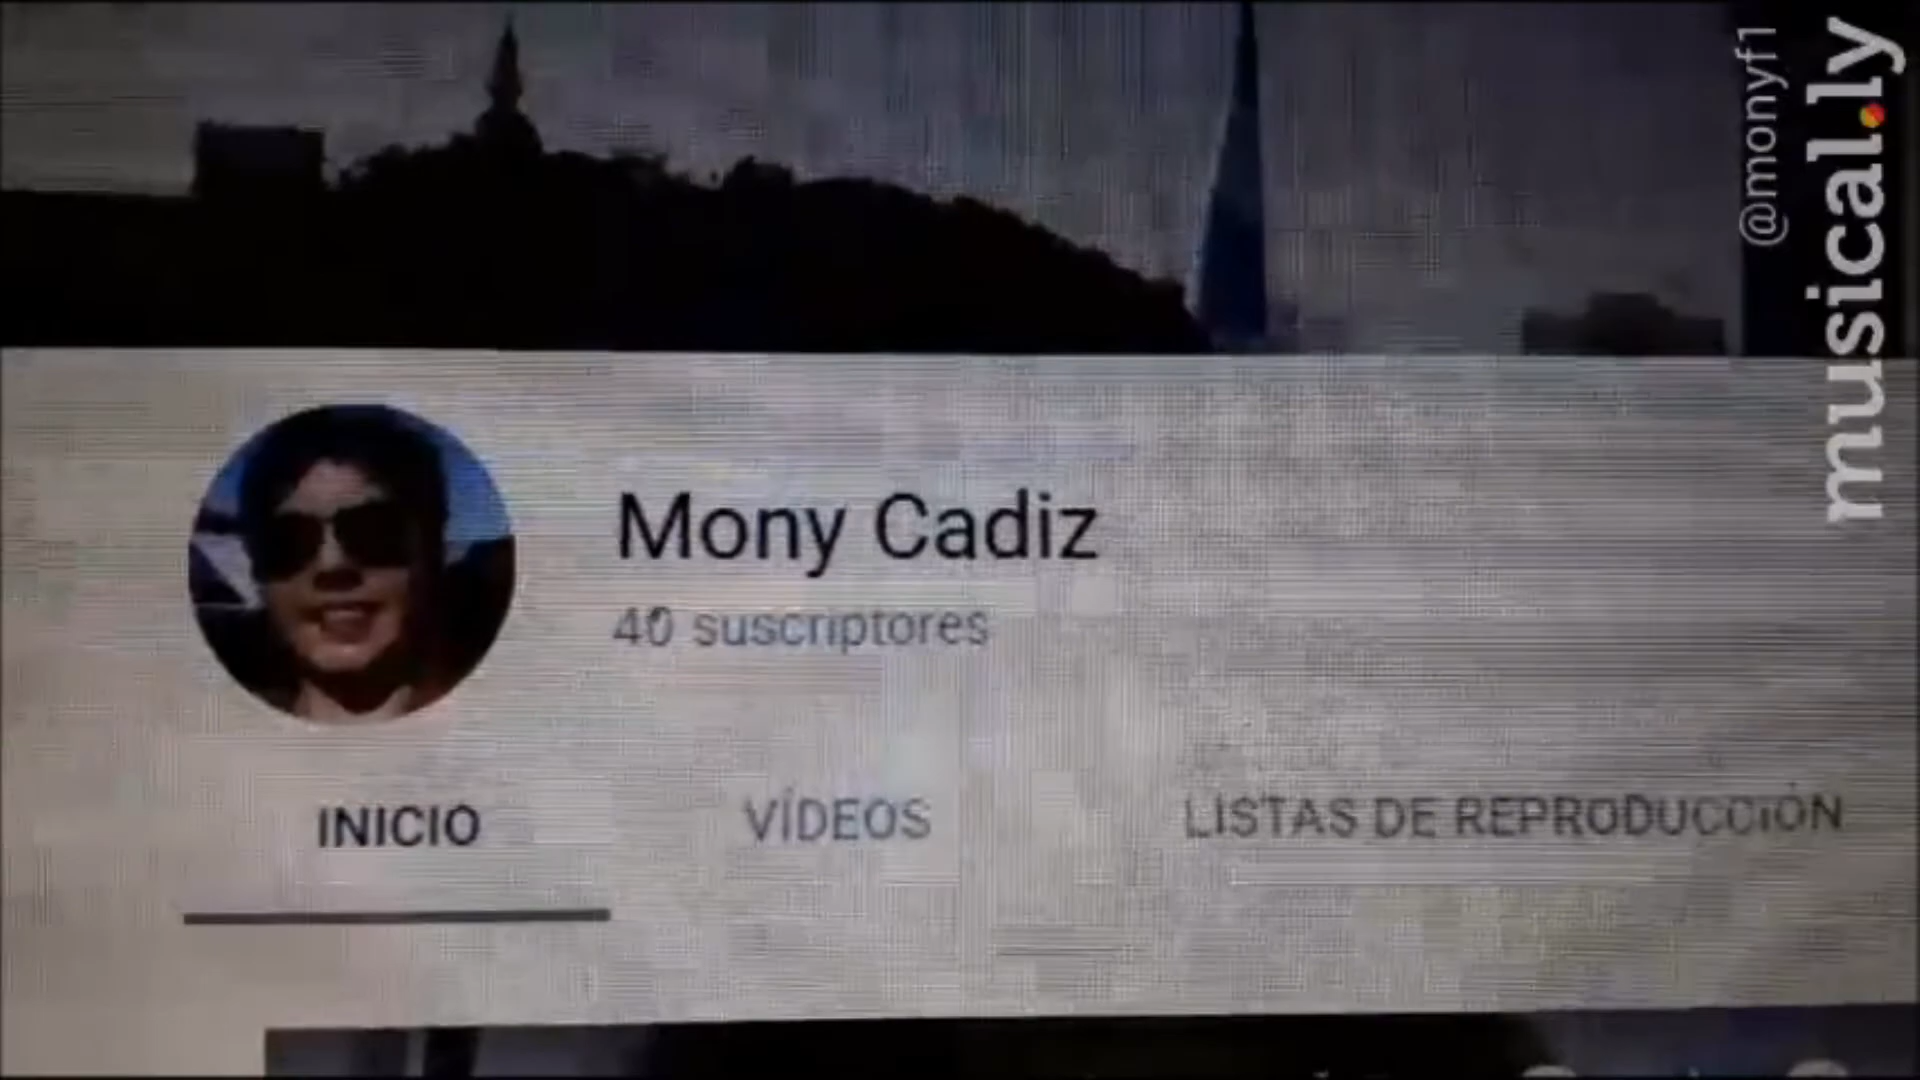 Mony Cadiz
40 suscriptores
INICIO
VÍDEOS
LISTAS DE REPRODUCCIÓN
@monyf1
musical.ly